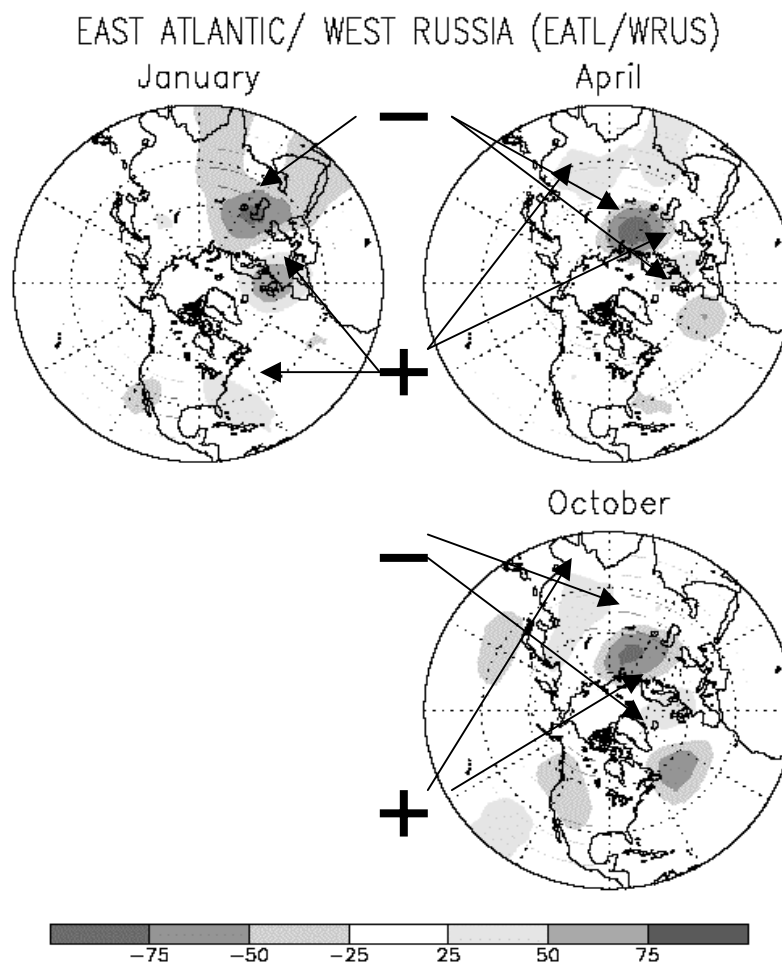 EAST ATLANTIC/ WEST RUSSIA (EATL/WRUS)
January April
− 
+
October
−
+
−75 −50 −25 25 50 75